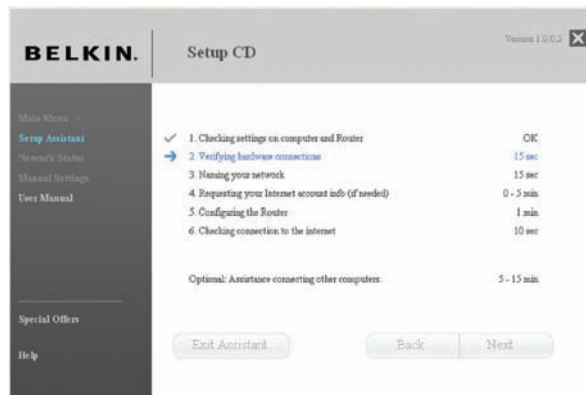 BELKIN.
Setup CD
Version 1.0.0.5
Main Menu >
Setup Assistant
Network Status
Manual Settings
User Manual
Special Offers
Help
1. Checking settings on computer and Router OK
2. Verifying hardware connections 15 sec
3. Naming your network 15 sec
4. Requesting your Internet account info (if needed) 0 - 5 min.
5. Configuring the Router 1 min.
6. Checking connection to the internet 10 sec
Optional: Assistance connecting other computers. 5 - 15 min.
Exit Assistant
Back
Next